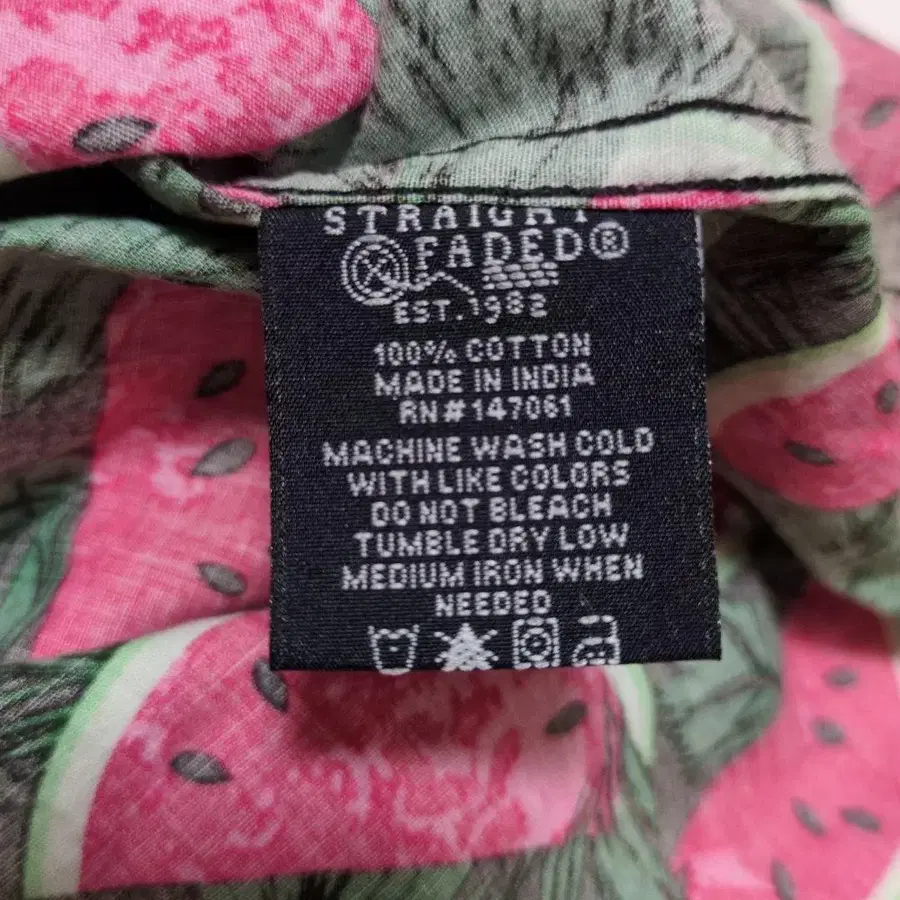 STRAIGHT
FADED®
EST. 1982
100% COTTON
MADE IN INDIA
RN#147061
MACHINE WASH COLD
WITH LIKE COLORS
DO NOT BLEACH
TUMBLE DRY LOW
MEDIUM IRON WHEN
NEEDED